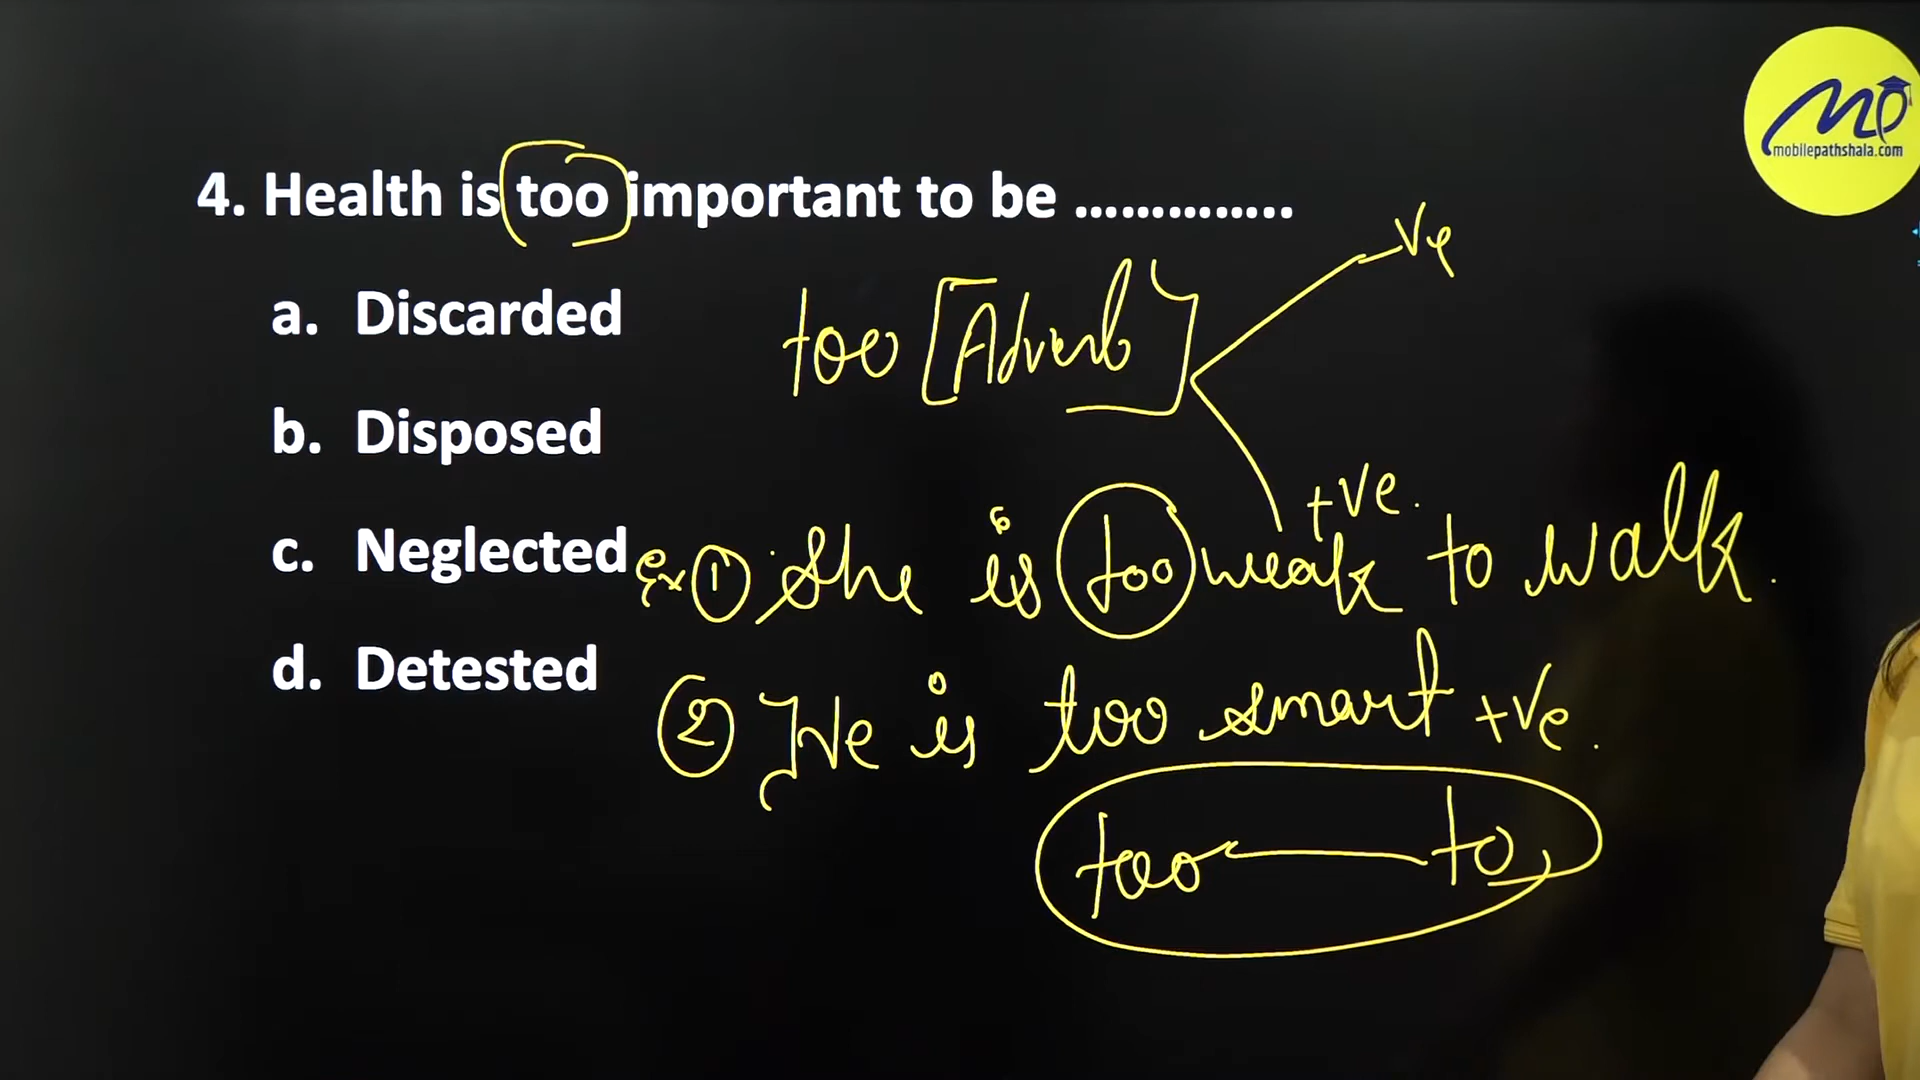 mobilepathshala.com
4. Health is too important to be ..............
-ve
a. Discarded
too [Adverb]
b. Disposed
+ve.
c. Neglected
Ex ① She is too weak to walk.
d. Detested
② He is too smart +ve.
too to